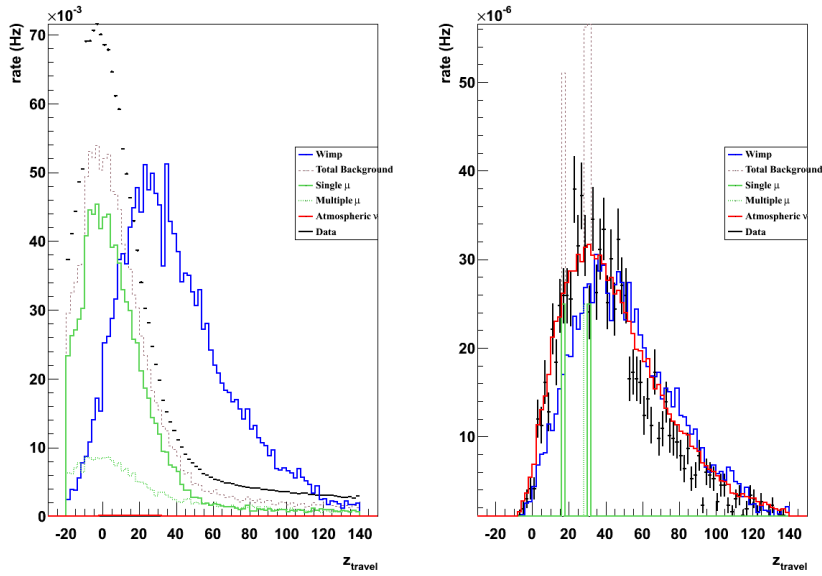 ×10⁻³
rate (Hz)
70
60
50
40
30
20
10
0
-20 0 20 40 60 80 100 120 140
z_travel
Wimp
Total Background
Single μ
Multiple μ
Atmospheric ν
Data
×10⁻⁶
rate (Hz)
50
40
30
20
10
-20 0 20 40 60 80 100 120 140
z_travel
Wimp
Total Background
Single μ
Multiple μ
Atmospheric ν
Data